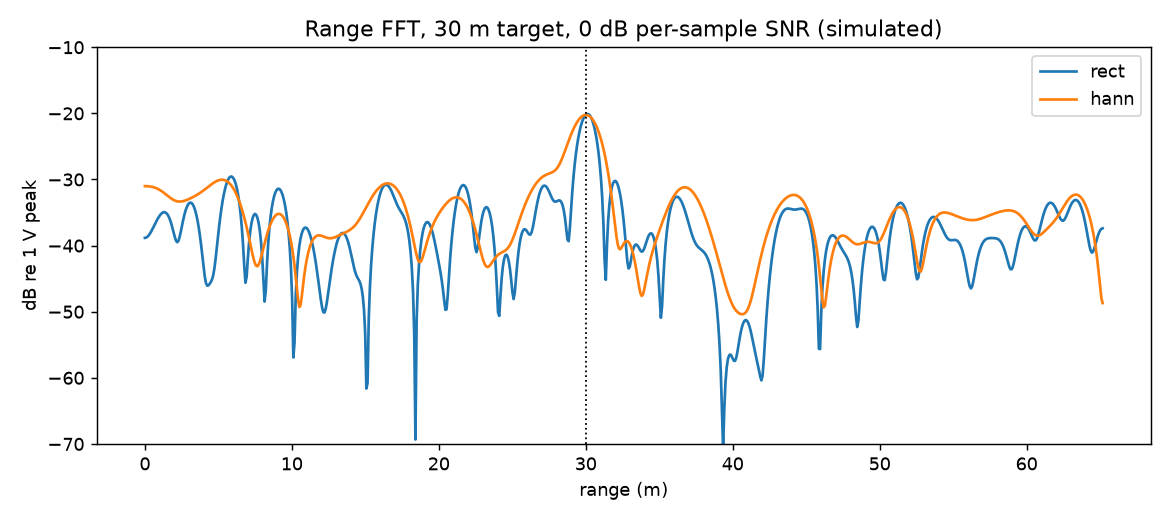 Range FFT, 30 m target, 0 dB per-sample SNR (simulated)
rect
hann
dB re 1 V peak
−10
−20
−30
−40
−50
−60
−70
0 10 20 30 40 50 60
range (m)